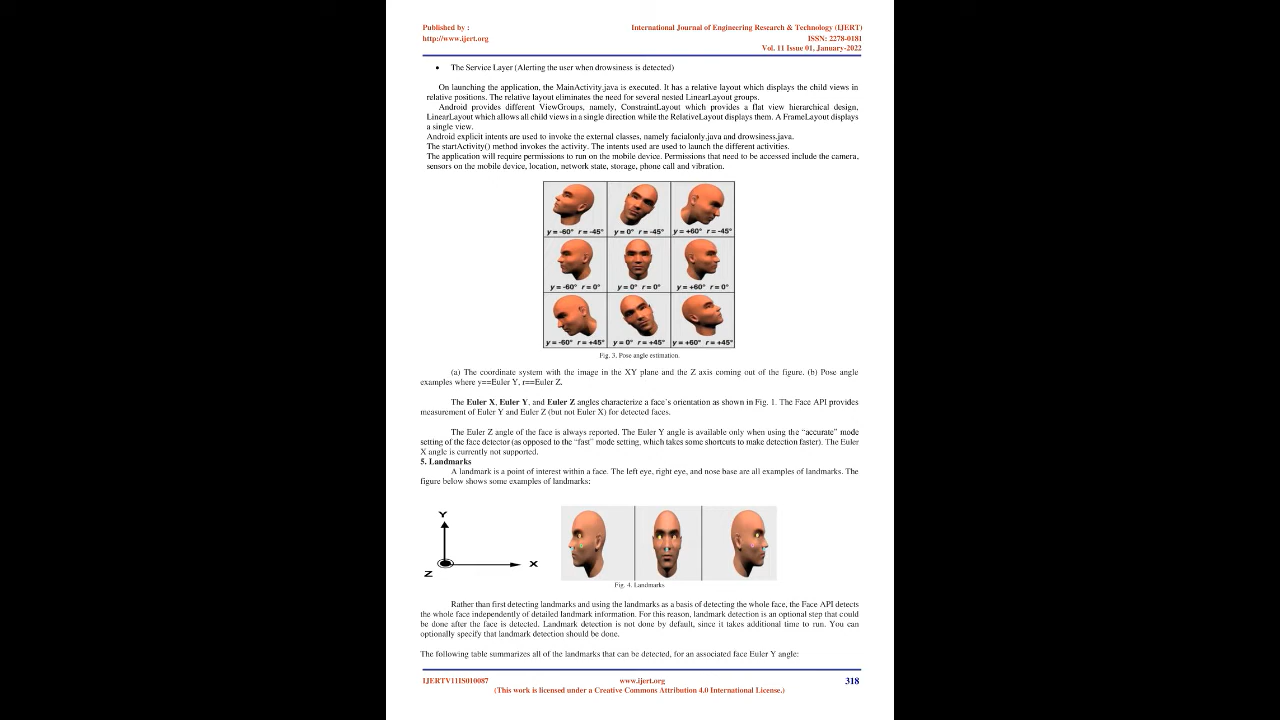 Published by :
http://www.ijert.org
International Journal of Engineering Research & Technology (IJERT)
ISSN: 2278-0181
Vol. 11 Issue 01, January-2022
• The Service Layer (Alerting the user when drowsiness is detected)
On launching the application, the MainActivity.java is executed. It has a relative layout which displays the child views in
relative positions. The relative layout eliminates the need for several nested LinearLayout groups.
Android provides different ViewGroups, namely, ConstraintLayout which provides a flat view hierarchical design,
LinearLayout which allows all child views in a single direction while the RelativeLayout displays them. A FrameLayout displays
a single view.
Android explicit intents are used to invoke the external classes, namely facialonly.java and drowsiness.java.
The startActivity() method invokes the activity. The intents used are used to launch the different activities.
The application will require permissions to run on the mobile device. Permissions that need to be accessed include the camera,
sensors on the mobile device, location, network state, storage, phone call and vibration.
y = -60° r = -45° y = 0° r = -45° y = +60° r = -45°
y = -60° r = 0° y = 0° r = 0° y = +60° r = 0°
y = -60° r = +45° y = 0° r = +45° y = +60° r = +45°
Fig. 3. Pose angle estimation.
(a) The coordinate system with the image in the XY plane and the Z axis coming out of the figure. (b) Pose angle
examples where y==Euler Y, r==Euler Z.
The Euler X, Euler Y, and Euler Z angles characterize a face's orientation as shown in Fig. 1. The Face API provides
measurement of Euler Y and Euler Z (but not Euler X) for detected faces.
The Euler Z angle of the face is always reported. The Euler Y angle is available only when using the "accurate" mode
setting of the face detector (as opposed to the "fast" mode setting, which takes some shortcuts to make detection faster). The Euler
X angle is currently not supported.
5. Landmarks
A landmark is a point of interest within a face. The left eye, right eye, and nose base are all examples of landmarks. The
figure below shows some examples of landmarks:
Y
X
Z
Fig. 4. Landmarks
Rather than first detecting landmarks and using the landmarks as a basis of detecting the whole face, the Face API detects
the whole face independently of detailed landmark information. For this reason, landmark detection is an optional step that could
be done after the face is detected. Landmark detection is not done by default, since it takes additional time to run. You can
optionally specify that landmark detection should be done.
The following table summarizes all of the landmarks that can be detected, for an associated face Euler Y angle:
IJERTV11IS010087
www.ijert.org
318
(This work is licensed under a Creative Commons Attribution 4.0 International License.)